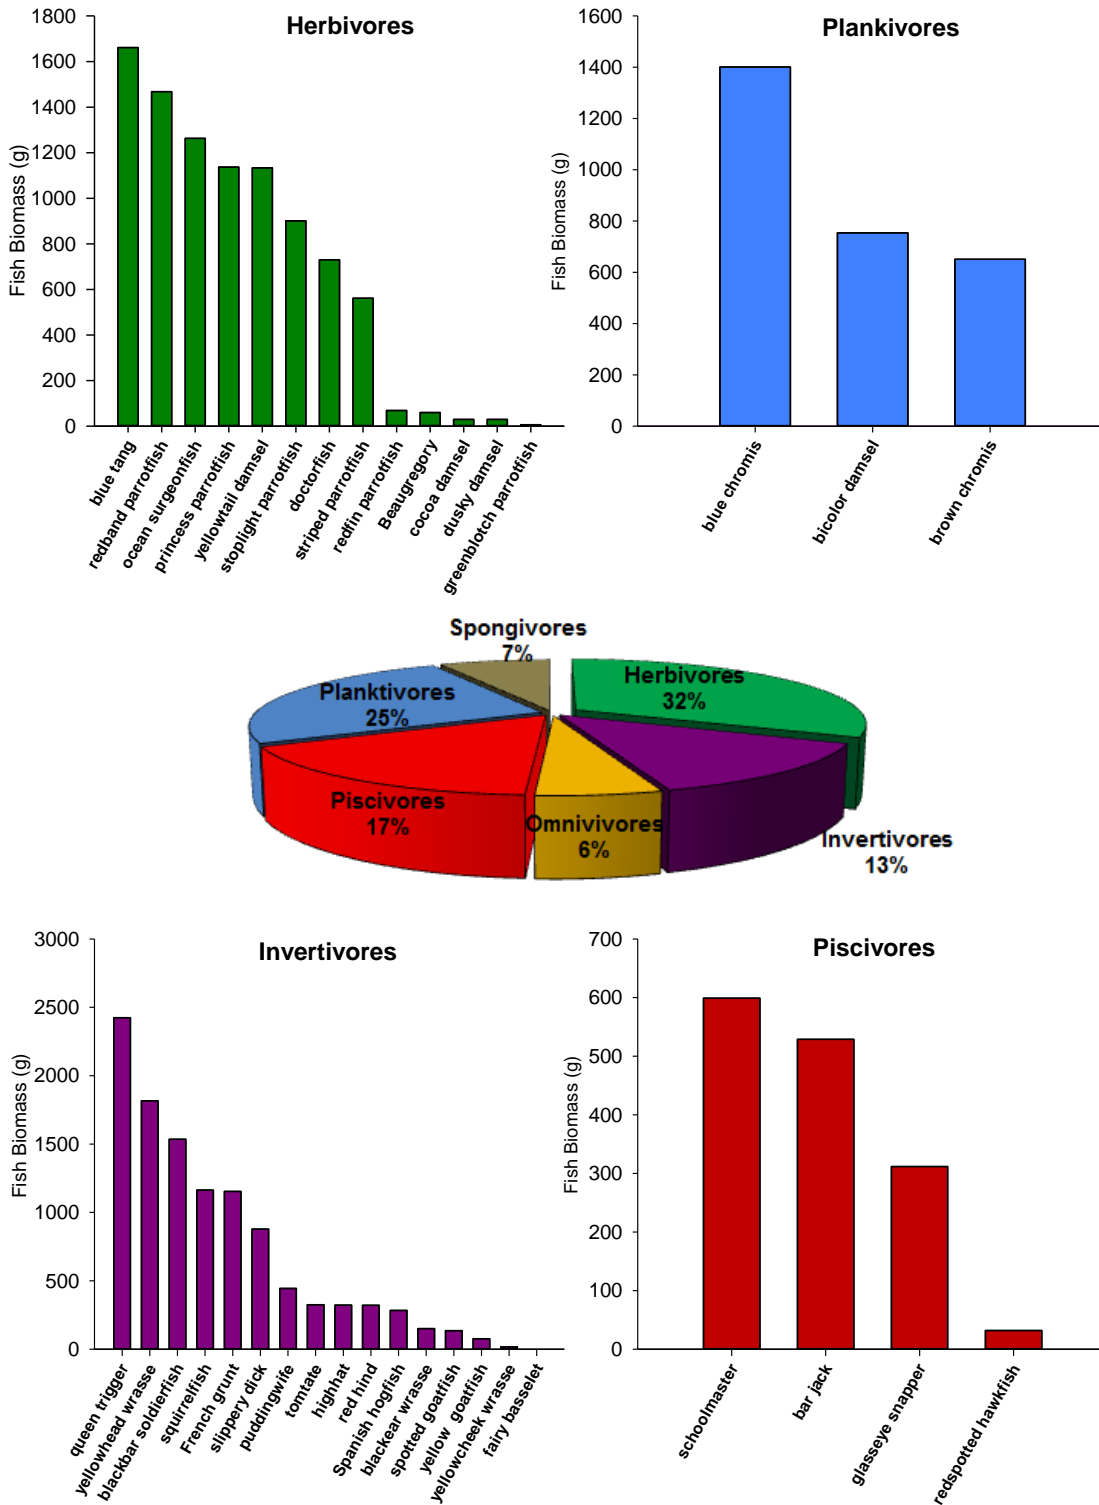 Herbivores
Fish Biomass (g)
1800
1600
1400
1200
1000
800
600
400
200
0
blue tang
redband parrotfish
ocean surgeonfish
princess parrotfish
yellowtail damsel
stoplight parrotfish
doctorfish
striped parrotfish
redfin parrotfish
Beaugregory
cocoa damsel
dusky damsel
greenblotch parrotfish
Plankivores
Fish Biomass (g)
1600
1400
1200
1000
800
600
400
200
0
blue chromis
bicolor damsel
brown chromis
Spongivores
7%
Herbivores
32%
Planktivores
25%
Piscivores
17%
Omnivivores
6%
Invertivores
13%
Invertivores
Fish Biomass (g)
3000
2500
2000
1500
1000
500
0
queen trigger
yellowhead wrasse
blackbar soldierfish
squirrelfish
French grunt
slippery dick
puddingwife
tomtate
highhat
red hind
Spanish hogfish
blackear wrasse
spotted goatfish
yellow goatfish
yellowcheek wrasse
fairy basselet
Piscivores
Fish Biomass (g)
700
600
500
400
300
200
100
0
schoolmaster
bar jack
glasseye snapper
redspotted hawkfish